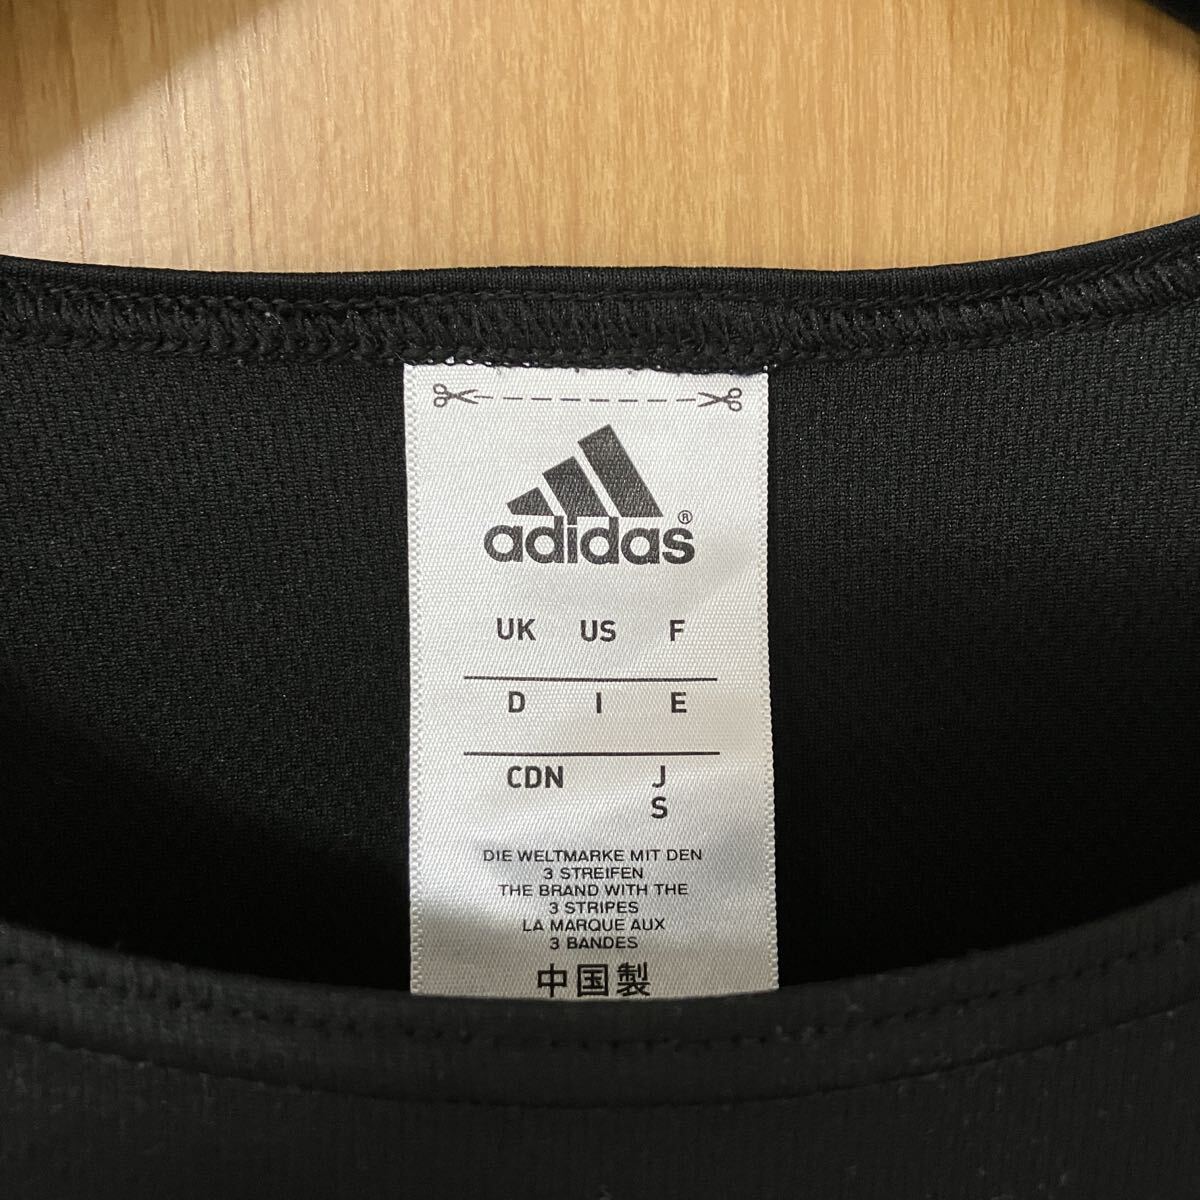 adidas®
UK US F
D I E
CDN J
S
DIE WELTMARKE MIT DEN
3 STREIFEN
THE BRAND WITH THE
3 STRIPES
LA MARQUE AUX
3 BANDES
中国製